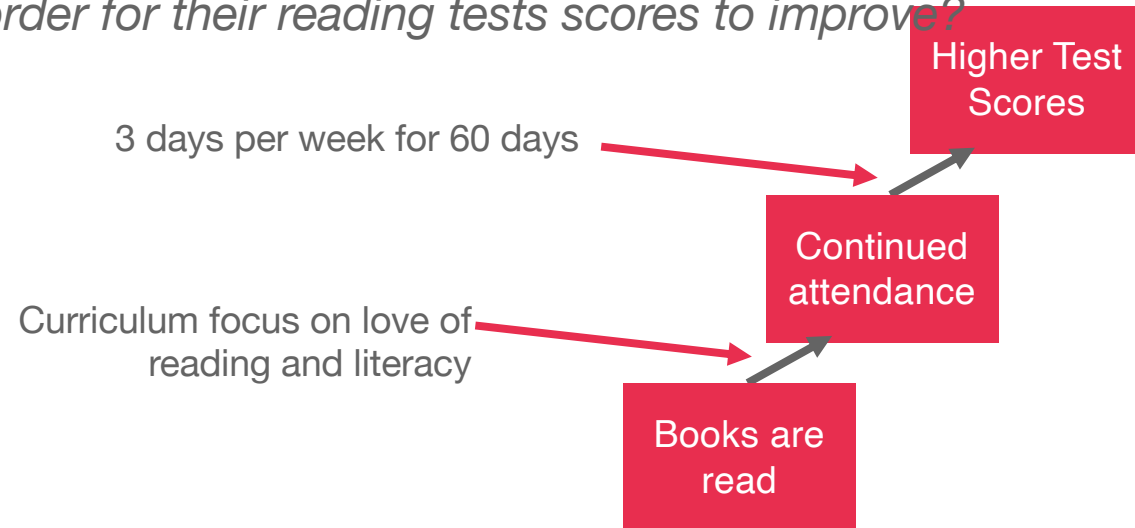 order for their reading tests scores to improve?
Higher Test
Scores
3 days per week for 60 days
Continued
attendance
Curriculum focus on love of
reading and literacy
Books are
read